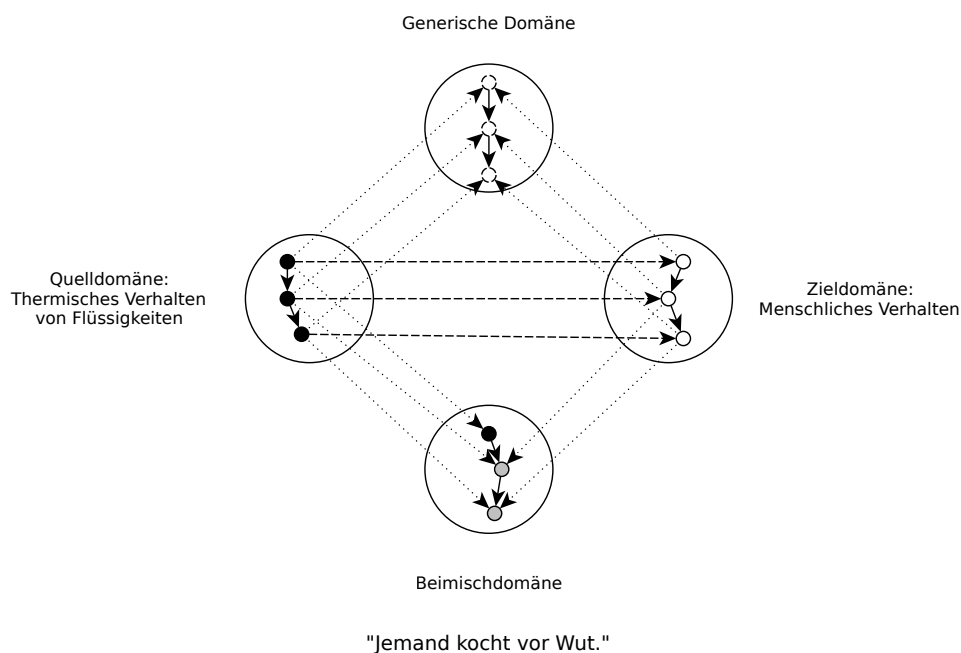 Generische Domäne
Quelldomäne:
Thermisches Verhalten
von Flüssigkeiten
Zieldomäne:
Menschliches Verhalten
Beimischdomäne
"Jemand kocht vor Wut."